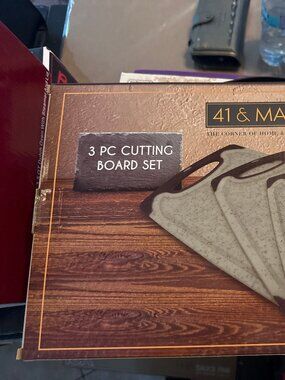 41 & MA
THE CORNER OF HOME &
3 PC CUTTING
BOARD SET